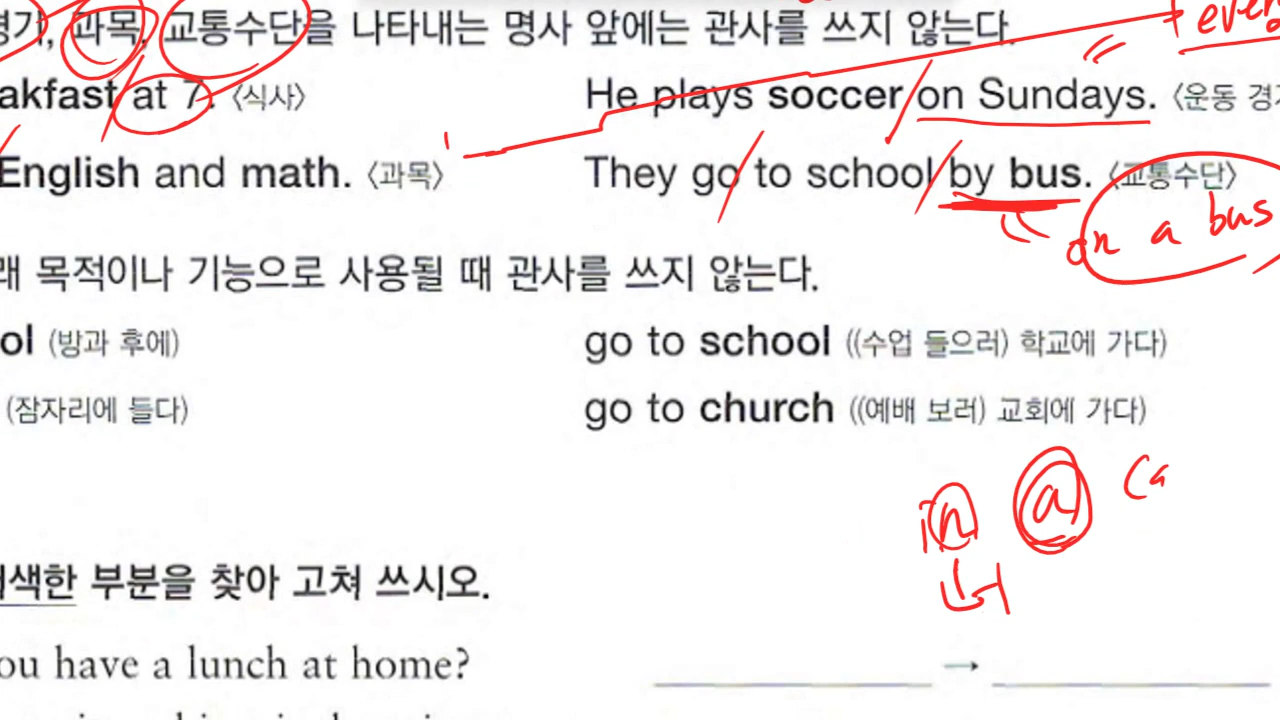 경기, 과목, 교통수단을 나타내는 명사 앞에는 관사를 쓰지 않는다.
akfast at 7. 〈식사〉 He plays soccer on Sundays. 〈운동 경
English and math. 〈과목〉 They go to school by bus. 〈교통수단〉
on a bus
래 목적이나 기능으로 사용될 때 관사를 쓰지 않는다.
ol (방과 후에) go to school ((수업 들으러) 학교에 가다)
(잠자리에 들다) go to church ((예배 보러) 교회에 가다)
in a ca
색한 부분을 찾아 고쳐 쓰시오.
ou have a lunch at home? →